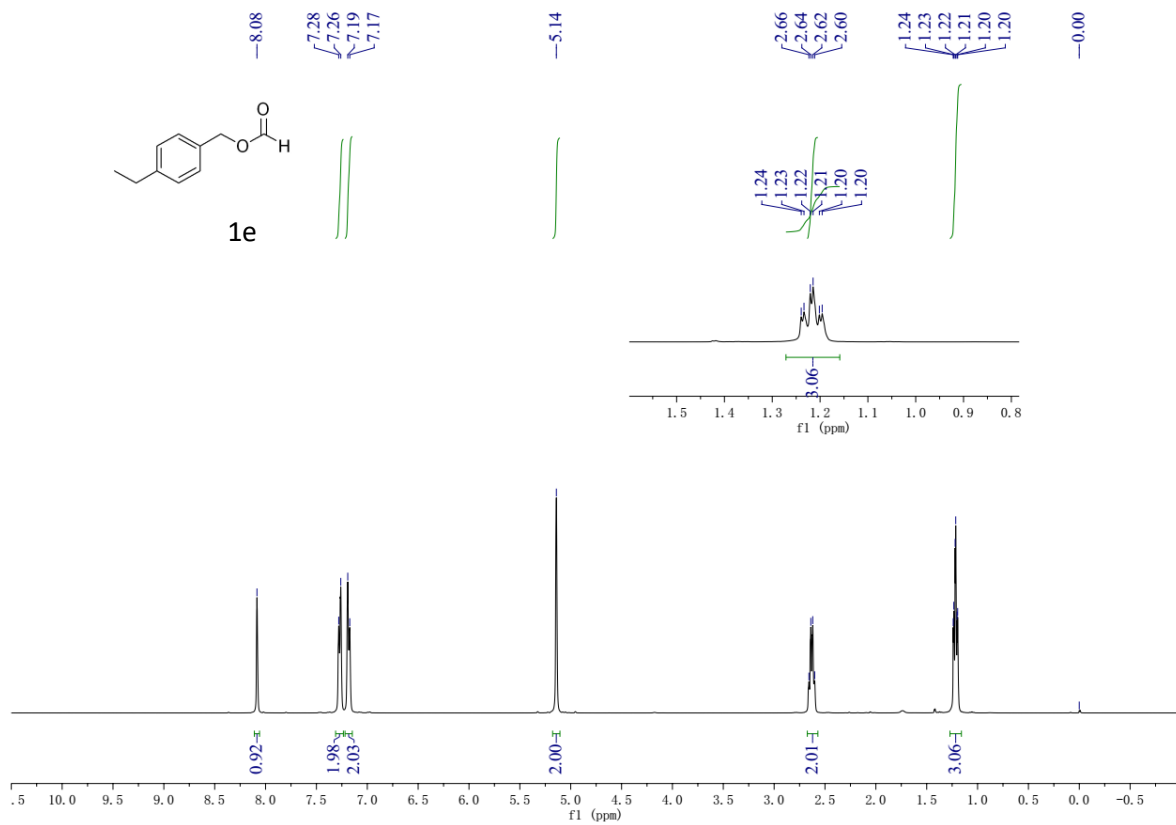 8.08 7.28 7.26 7.19 7.17 5.14 2.66 2.64 2.62 2.60 1.24 1.23 1.22 1.21 1.20 1.20 0.00
O
O H
1e
1.24 1.23 1.22 1.21 1.20 1.20
3.06
1.5 1.4 1.3 1.2 1.1 1.0 0.9 0.8
f1 (ppm)
0.92 1.98 2.03 2.00 2.01 3.06
.5 10.0 9.5 9.0 8.5 8.0 7.5 7.0 6.5 6.0 5.5 5.0 4.5 4.0 3.5 3.0 2.5 2.0 1.5 1.0 0.5 0.0 -0.5
f1 (ppm)